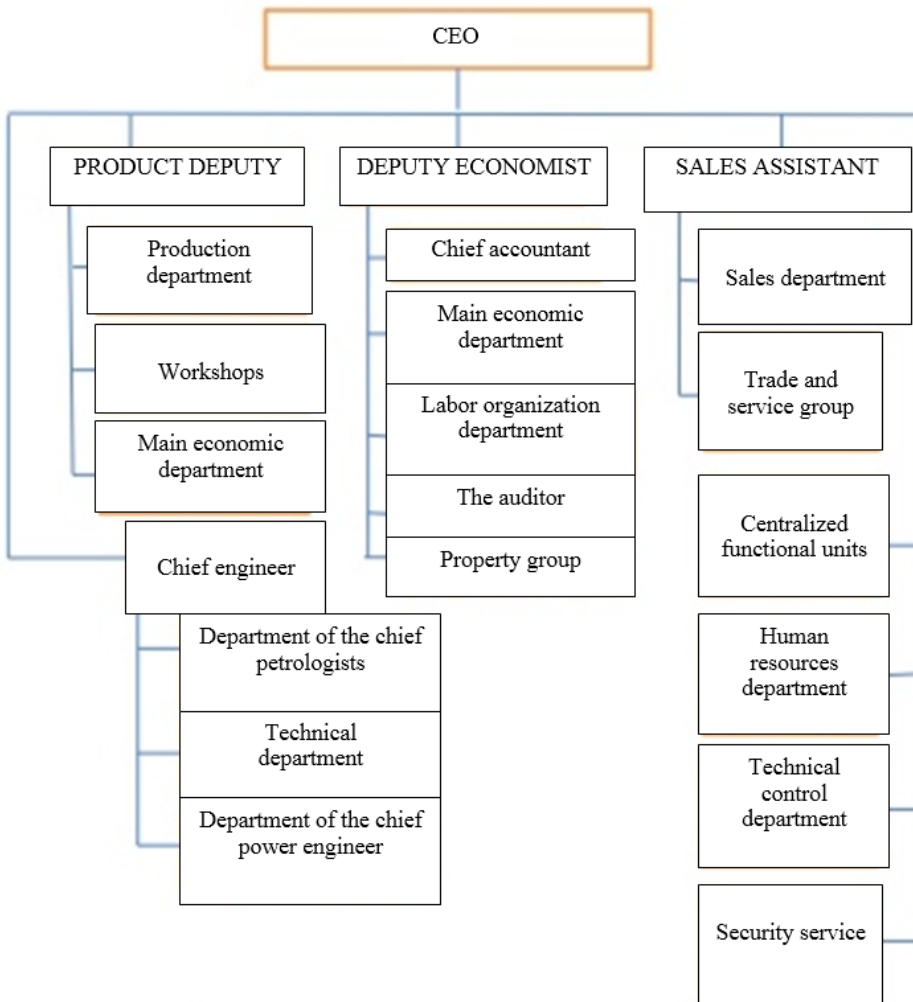 CEO
PRODUCT DEPUTY
DEPUTY ECONOMIST
SALES ASSISTANT
Production
department
Workshops
Main economic
department
Chief engineer
Department of the chief
petrologists
Technical
department
Department of the chief
power engineer
Chief accountant
Main economic
department
Labor organization
department
The auditor
Property group
Sales department
Trade and
service group
Centralized
functional units
Human
resources
department
Technical
control
department
Security service